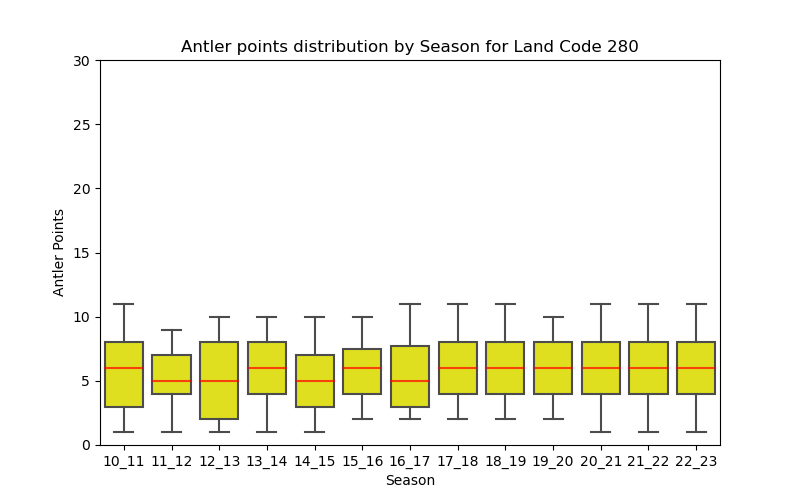 Antler points distribution by Season for Land Code 280
30
25
20
15
10
5
0
Antler Points
10_11 11_12 12_13 13_14 14_15 15_16 16_17 17_18 18_19 19_20 20_21 21_22 22_23
Season